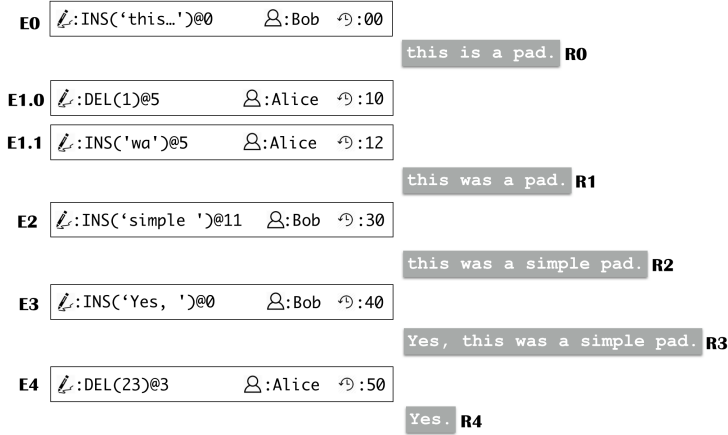 E0 :INS(‘this…')@0 :Bob :00
this is a pad. R0
E1.0 :DEL(1)@5 :Alice :10
E1.1 :INS('wa')@5 :Alice :12
this was a pad. R1
E2 :INS(‘simple ')@11 :Bob :30
this was a simple pad. R2
E3 :INS(‘Yes, ')@0 :Bob :40
Yes, this was a simple pad. R3
E4 :DEL(23)@3 :Alice :50
Yes. R4